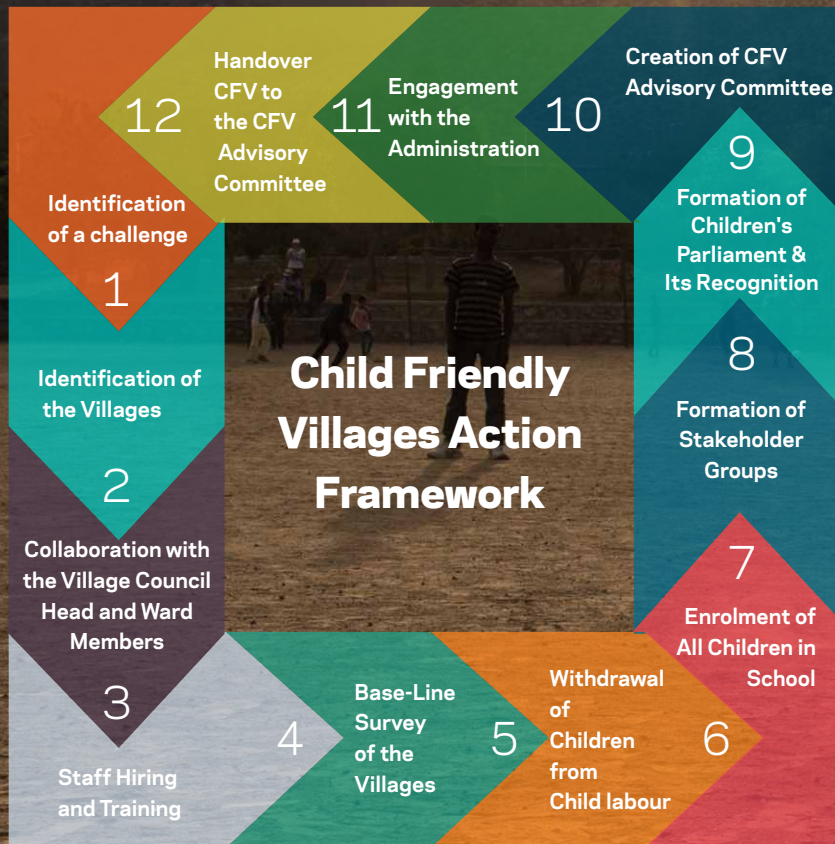 Child Friendly
Villages Action
Framework
Identification
of a challenge
1
Identification of
the Villages
2
Collaboration with
the Village Council
Head and Ward
Members
3
Staff Hiring
and Training
4
Base-Line
Survey
of the
Villages
5
Withdrawal
of
Children
from
Child labour
6
Enrolment of
All Children in
School
7
Formation of
Stakeholder
Groups
8
Formation of
Children's
Parliament &
Its Recognition
9
Creation of CFV
Advisory Committee
10
Engagement
with the
Administration
11
Handover
CFV to
the CFV
Advisory
Committee
12